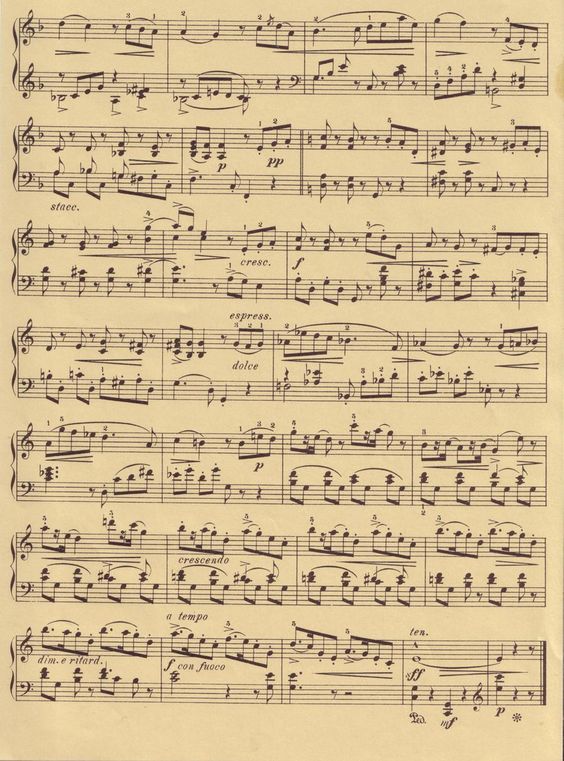 p pp
stacc.
cresc. f
espress.
dolce
p
crescendo
a tempo ten.
dim. e ritard. f con fuoco ff
Ped. mf p